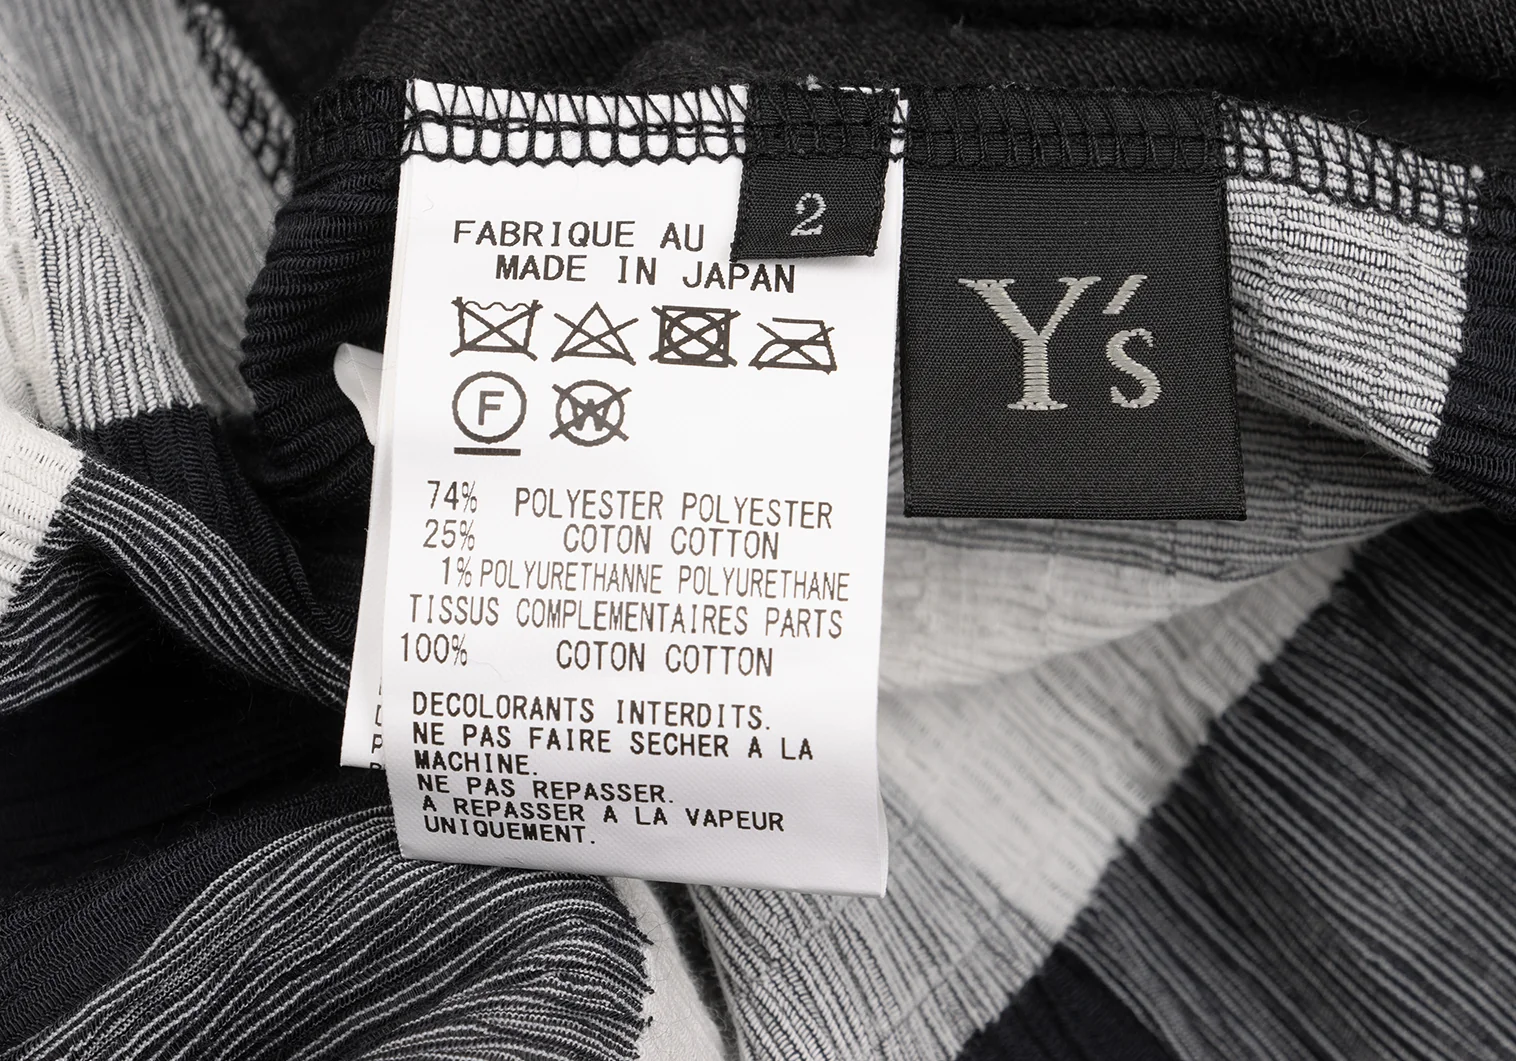 2
Y's
FABRIQUE AU
MADE IN JAPAN
F
W
74% POLYESTER POLYESTER
25% COTON COTTON
1% POLYURETHANNE POLYURETHANE
TISSUS COMPLEMENTAIRES PARTS
100% COTON COTTON
DECOLORANTS INTERDITS.
NE PAS FAIRE SECHER A LA
MACHINE.
NE PAS REPASSER.
A REPASSER A LA VAPEUR
UNIQUEMENT.